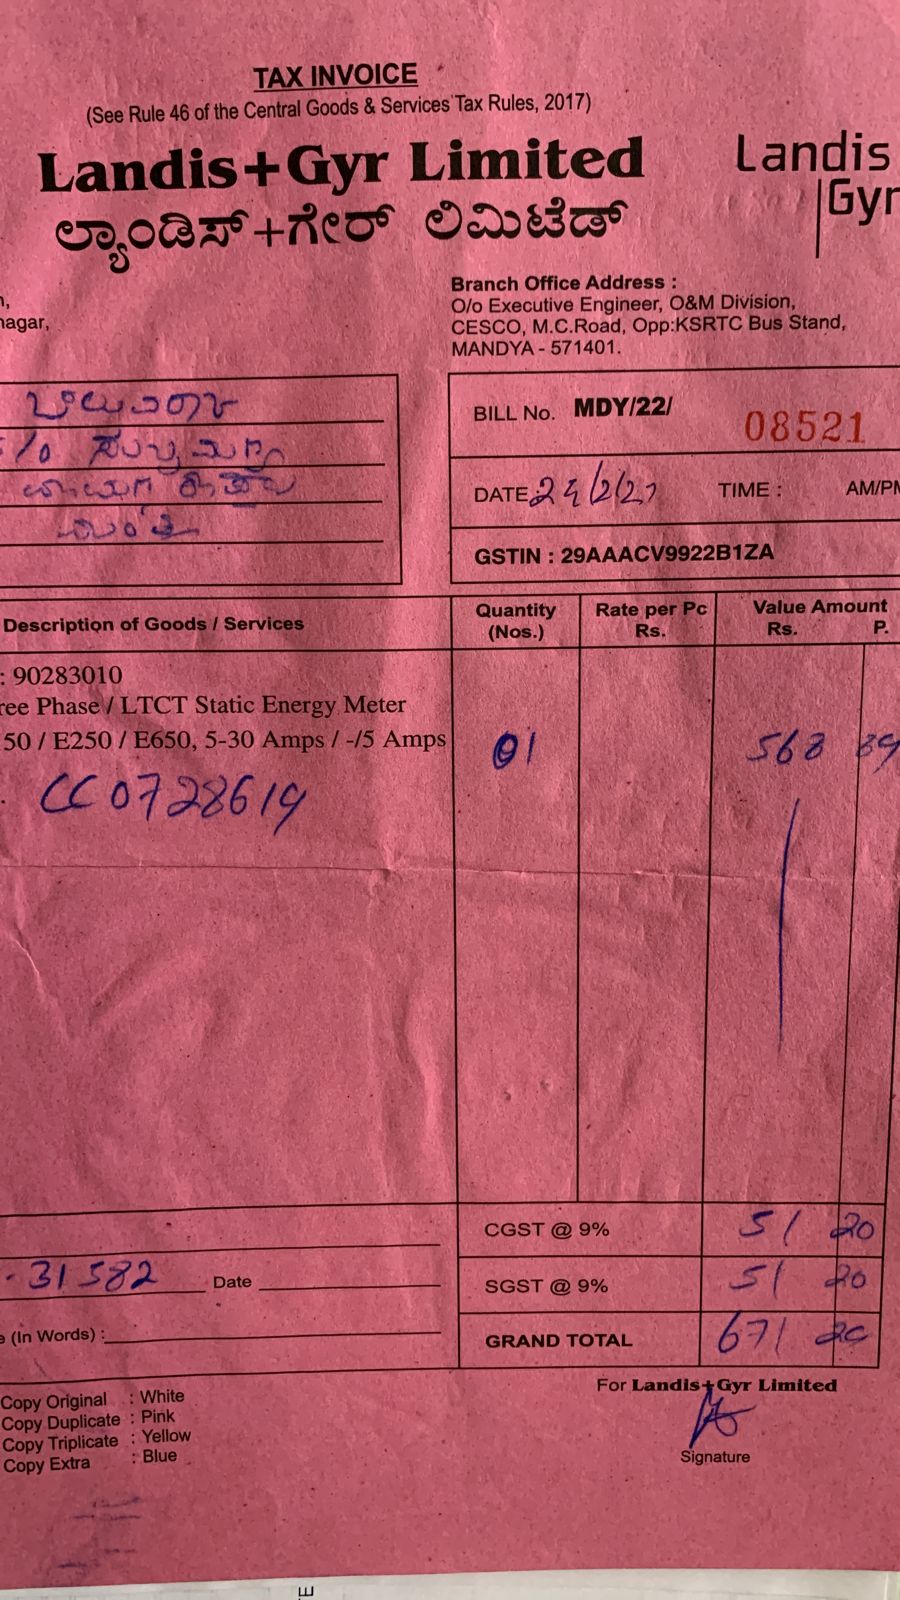 TAX INVOICE
(See Rule 46 of the Central Goods & Services Tax Rules, 2017)
Landis+Gyr Limited
Landis
Gyr
ಲ್ಯಾಂಡಿಸ್+ಗೇರ್ ಲಿಮಿಟೆಡ್
nagar,
Branch Office Address :
O/o Executive Engineer, O&M Division,
CESCO, M.C.Road, Opp:KSRTC Bus Stand,
MANDYA - 571401.
BILL No. MDY/22/ 08521
DATE
TIME : AM/PM
GSTIN : 29AAACV9922B1ZA
Description of Goods / Services
Quantity (Nos.)
Rate per Pc Rs.
Value Amount Rs. P.
: 90283010
ree Phase / LTCT Static Energy Meter
50 / E250 / E650, 5-30 Amps / -/5 Amps
01 568
CC0728619
CGST @ 9% 51 20
31582 Date
SGST @ 9% 51 20
(In Words) :
GRAND TOTAL 671
Copy Original : White
Copy Duplicate : Pink
Copy Triplicate : Yellow
Copy Extra : Blue
For Landis+Gyr Limited
Signature